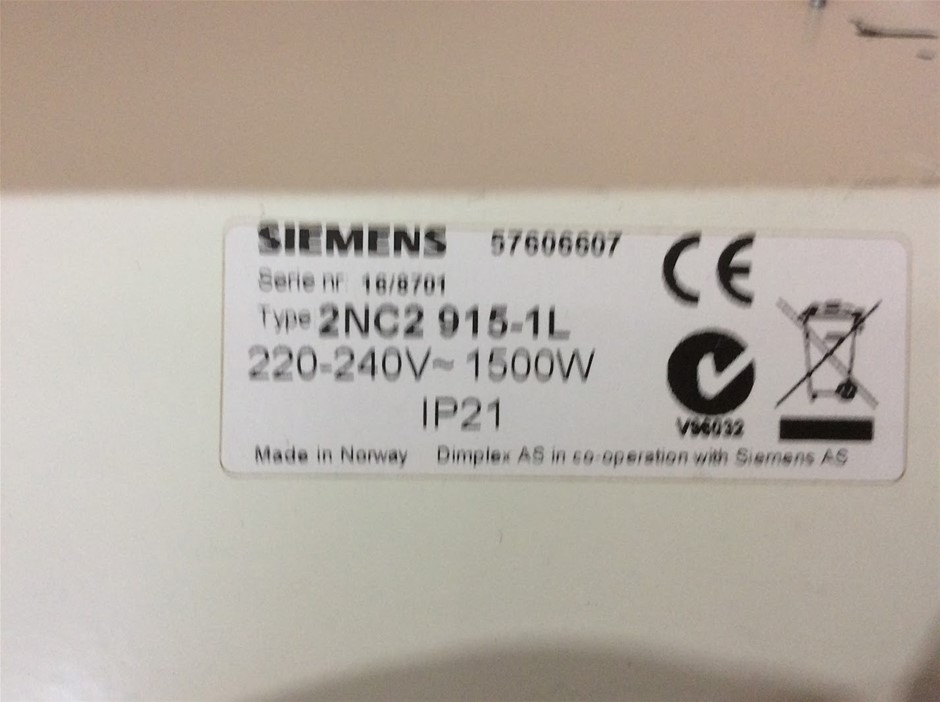 SIEMENS 57606607
Serie nr 16/8701
Type 2NC2 915-1L
220-240V~ 1500W
IP21
CE
V96032
Made in Norway Dimplex AS in co-operation with Siemens AS